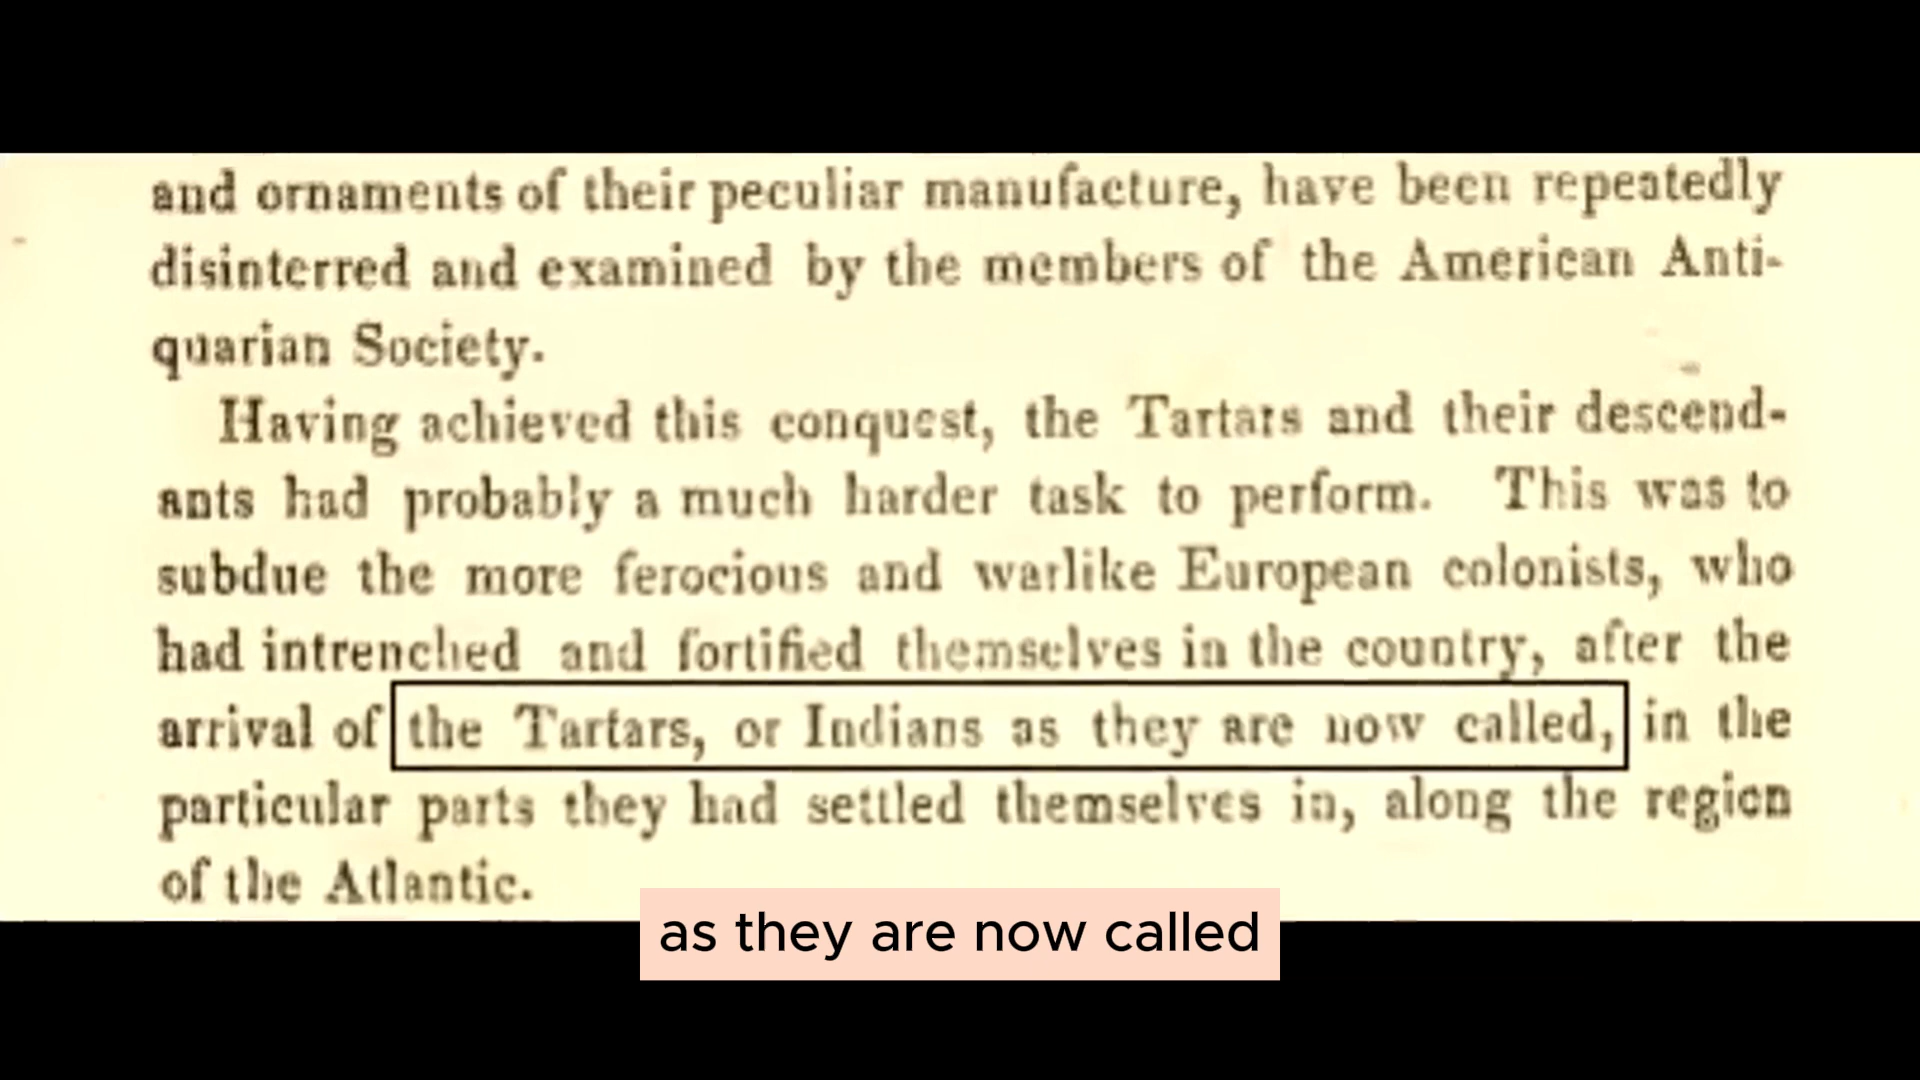 and ornaments of their peculiar manufacture, have been repeatedly
disinterred and examined by the members of the American Anti-
quarian Society.
Having achieved this conquest, the Tartars and their descend-
ants had probably a much harder task to perform. This was to
subdue the more ferocious and warlike European colonists, who
had intrenched and fortified themselves in the country, after the
arrival of the Tartars, or Indians as they are now called, in the
particular parts they had settled themselves in, along the region
of the Atlantic.
as they are now called